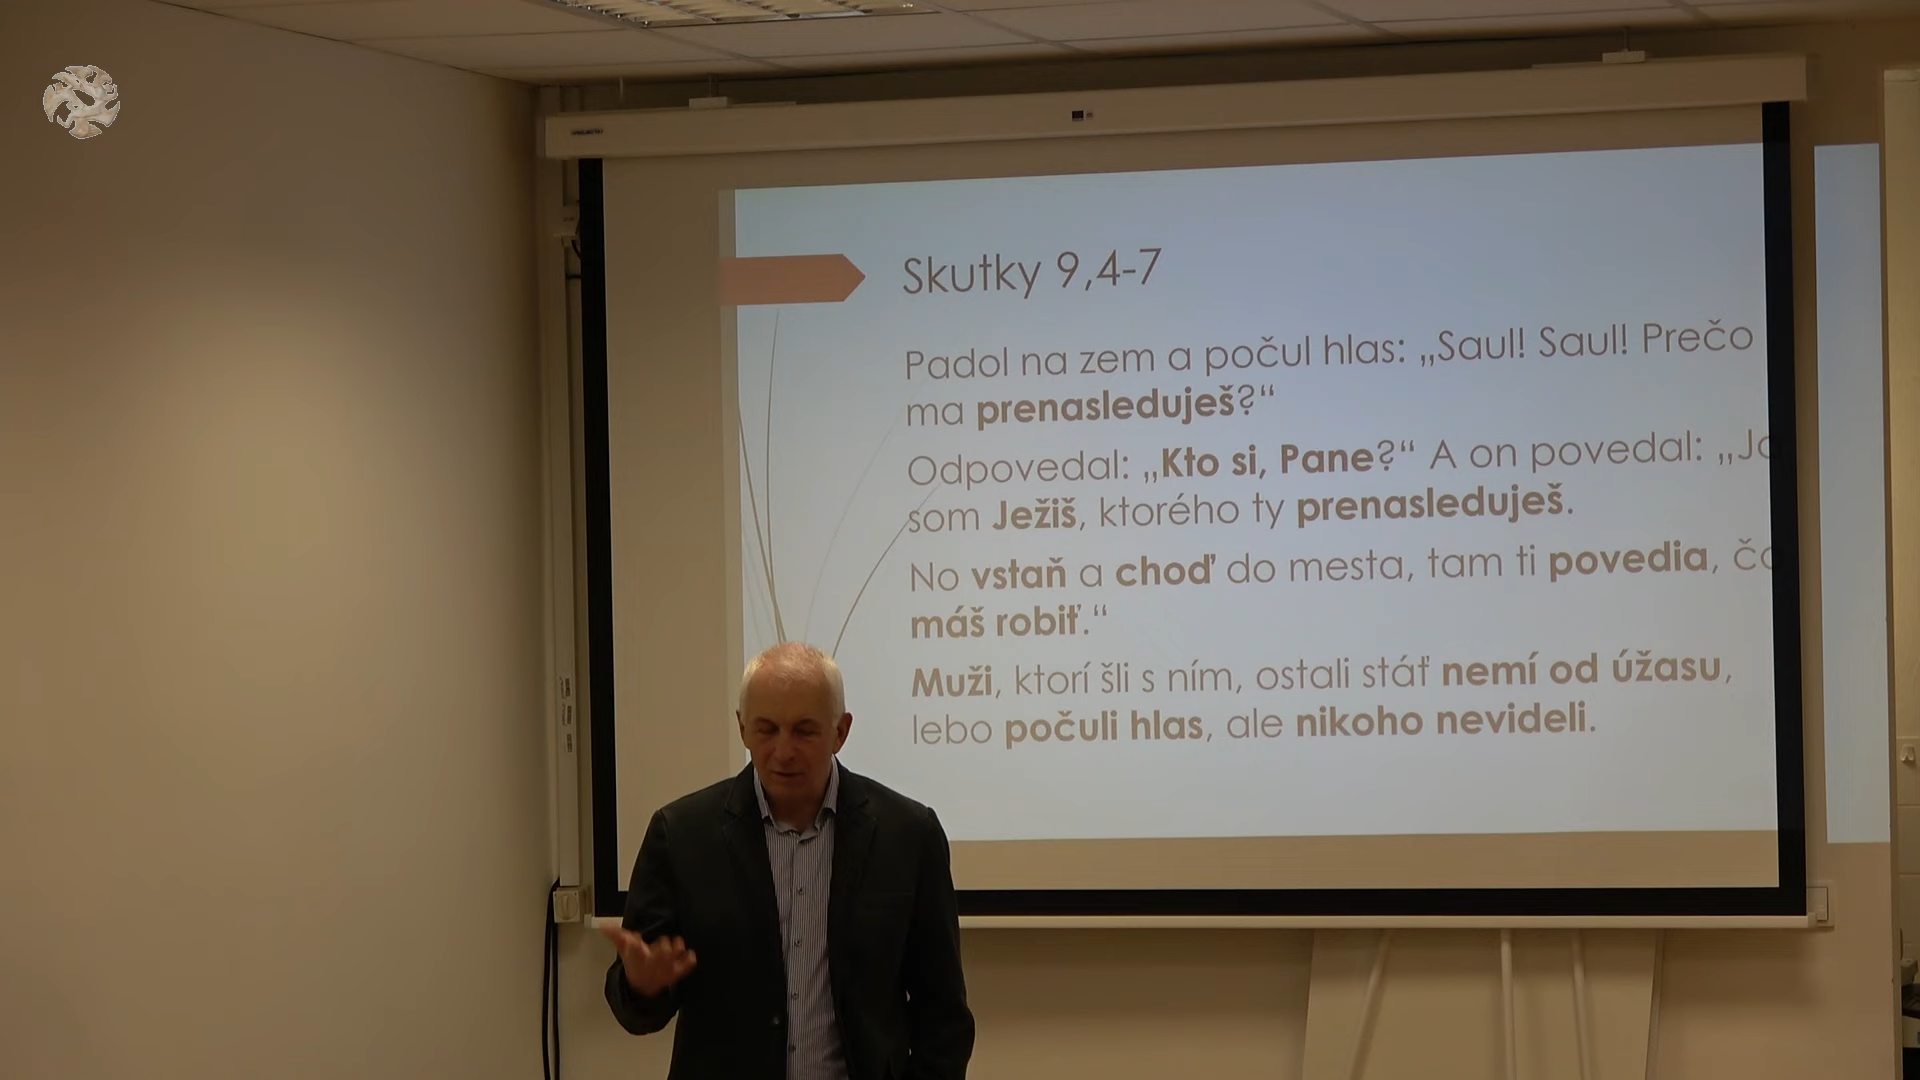 Skutky 9,4-7
Padol na zem a počul hlas: „Saul! Saul! Prečo
ma prenasleduješ?“
Odpovedal: „Kto si, Pane?“ A on povedal: „Ja
som Ježiš, ktorého ty prenasleduješ.
No vstaň a choď do mesta, tam ti povedia, čo
máš robiť.“
Muži, ktorí šli s ním, ostali stáť nemí od úžasu,
lebo počuli hlas, ale nikoho nevideli.